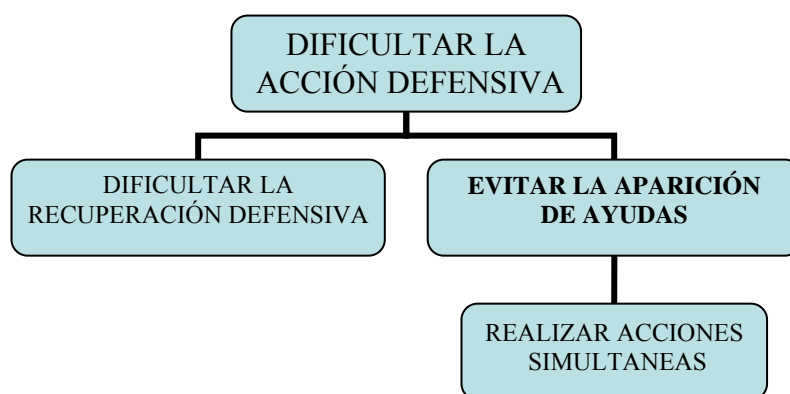 DIFICULTAR LA
ACCIÓN DEFENSIVA
DIFICULTAR LA
RECUPERACIÓN DEFENSIVA
EVITAR LA APARICIÓN
DE AYUDAS
REALIZAR ACCIONES
SIMULTANEAS